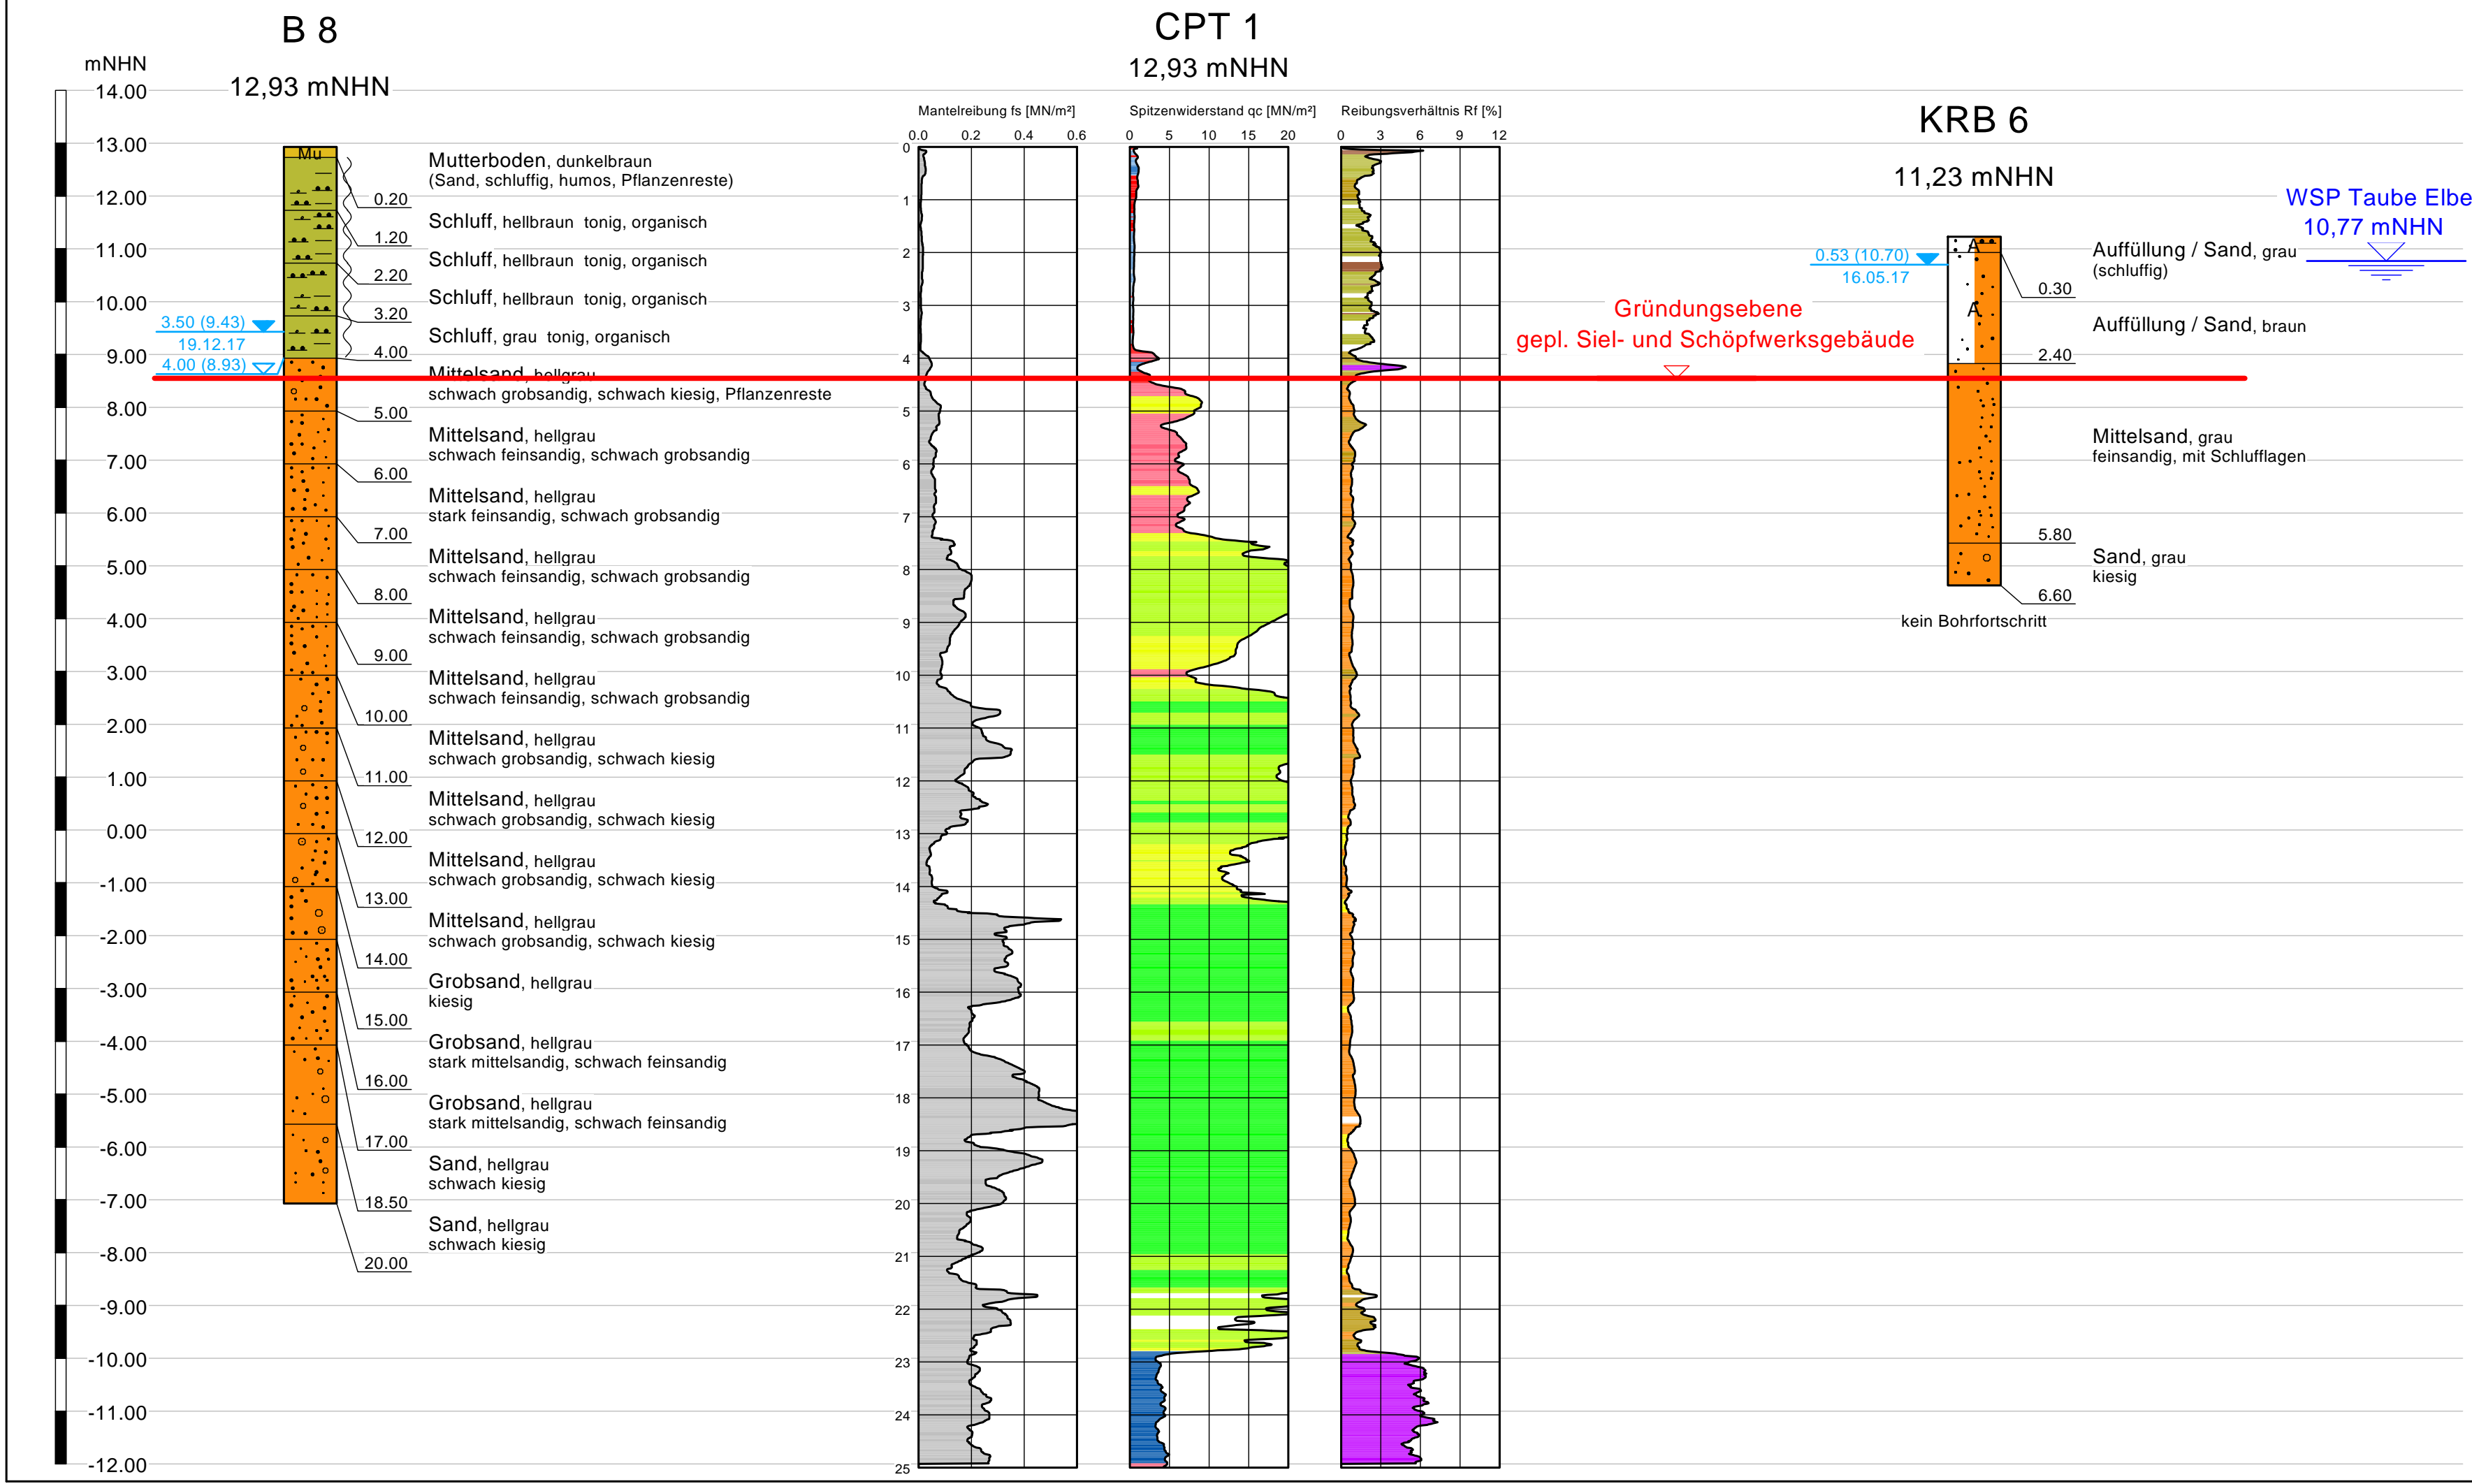 B 8
12,93 mNHN
mNHN
14.00
13.00
12.00
11.00
10.00
9.00
8.00
7.00
6.00
5.00
4.00
3.00
2.00
1.00
0.00
-1.00
-2.00
-3.00
-4.00
-5.00
-6.00
-7.00
-8.00
-9.00
-10.00
-11.00
-12.00
Mu
3.50 (9.43)
19.12.17
4.00 (8.93)
0.20
1.20
2.20
3.20
4.00
5.00
6.00
7.00
8.00
9.00
10.00
11.00
12.00
13.00
14.00
15.00
16.00
17.00
18.50
20.00
Mutterboden, dunkelbraun
(Sand, schluffig, humos, Pflanzenreste)
Schluff, hellbraun tonig, organisch
Schluff, hellbraun tonig, organisch
Schluff, hellbraun tonig, organisch
Schluff, grau tonig, organisch
Mittelsand, hellgrau
schwach grobsandig, schwach kiesig, Pflanzenreste
Mittelsand, hellgrau
schwach feinsandig, schwach grobsandig
Mittelsand, hellgrau
stark feinsandig, schwach grobsandig
Mittelsand, hellgrau
schwach feinsandig, schwach grobsandig
Mittelsand, hellgrau
schwach feinsandig, schwach grobsandig
Mittelsand, hellgrau
schwach feinsandig, schwach grobsandig
Mittelsand, hellgrau
schwach grobsandig, schwach kiesig
Mittelsand, hellgrau
schwach grobsandig, schwach kiesig
Mittelsand, hellgrau
schwach grobsandig, schwach kiesig
Mittelsand, hellgrau
schwach grobsandig, schwach kiesig
Grobsand, hellgrau
kiesig
Grobsand, hellgrau
stark mittelsandig, schwach feinsandig
Grobsand, hellgrau
stark mittelsandig, schwach feinsandig
Sand, hellgrau
schwach kiesig
Sand, hellgrau
schwach kiesig
CPT 1
12,93 mNHN
Mantelreibung fs [MN/m²]
0.0 0.2 0.4 0.6
Spitzenwiderstand qc [MN/m²]
0 5 10 15 20
Reibungsverhältnis Rf [%]
0 3 6 9 12
0
1
2
3
4
5
6
7
8
9
10
11
12
13
14
15
16
17
18
19
20
21
22
23
24
25
Gründungsebene
gepl. Siel- und Schöpfwerksgebäude
KRB 6
11,23 mNHN
0.53 (10.70)
16.05.17
A
A
0.30
2.40
5.80
6.60
Auffüllung / Sand, grau
(schluffig)
Auffüllung / Sand, braun
Mittelsand, grau
feinsandig, mit Schlufflagen
Sand, grau
kiesig
kein Bohrfortschritt
WSP Taube Elbe
10,77 mNHN